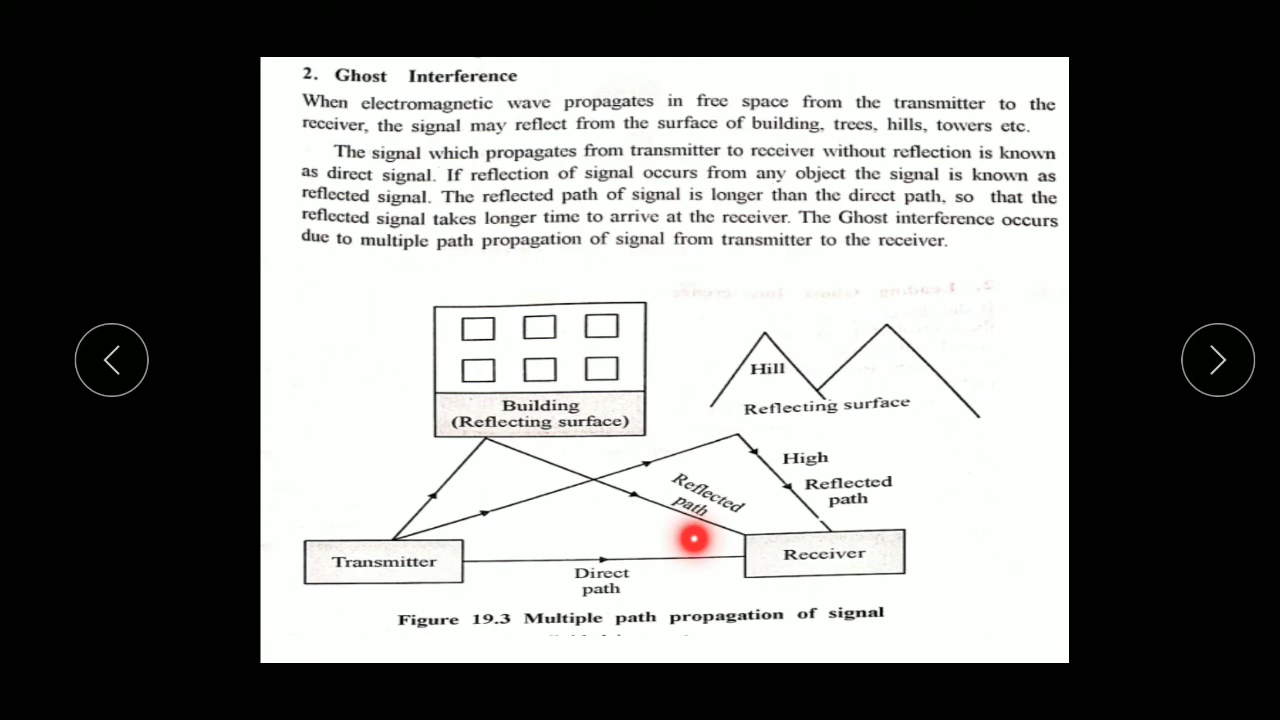 2. Ghost Interference
When electromagnetic wave propagates in free space from the transmitter to the
receiver, the signal may reflect from the surface of building, trees, hills, towers etc.
The signal which propagates from transmitter to receiver without reflection is known
as direct signal. If reflection of signal occurs from any object the signal is known as
reflected signal. The reflected path of signal is longer than the direct path, so that the
reflected signal takes longer time to arrive at the receiver. The Ghost interference occurs
due to multiple path propagation of signal from transmitter to the receiver.
Hill
Reflecting surface
Building
(Reflecting surface)
High
Reflected
path
Reflected
path
Transmitter
Receiver
Direct
path
Figure 19.3 Multiple path propagation of signal